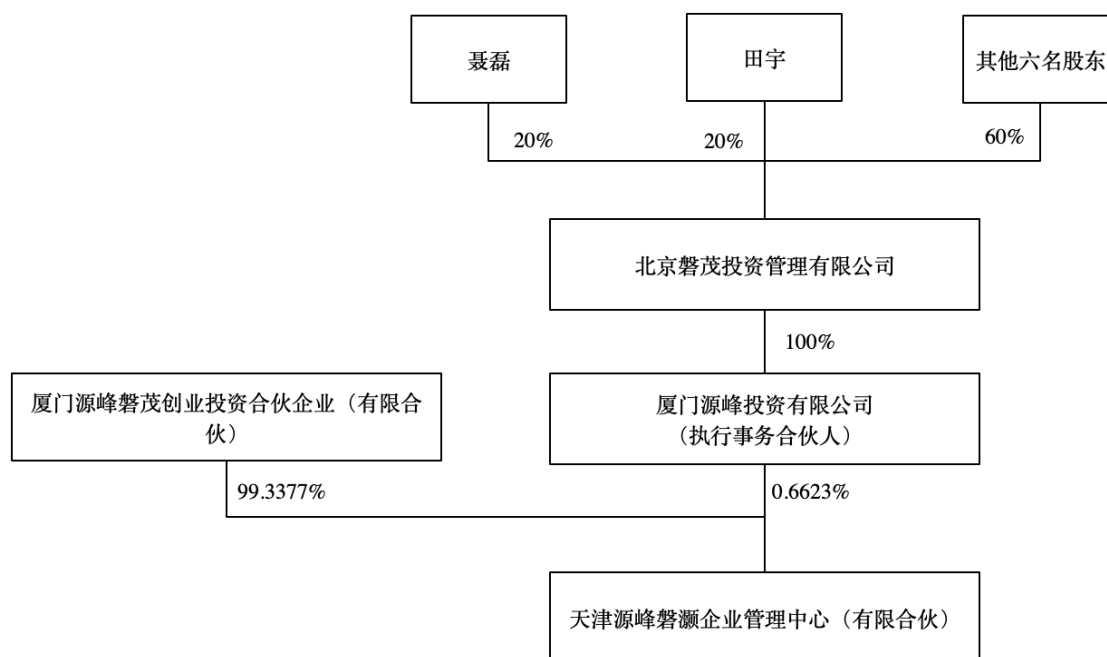 聂磊
田宇
其他六名股东
20%
20%
60%
北京磐茂投资管理有限公司
100%
厦门源峰磐茂创业投资合伙企业（有限合
伙）
厦门源峰投资有限公司
（执行事务合伙人）
99.3377%
0.6623%
天津源峰磐灏企业管理中心（有限合伙）